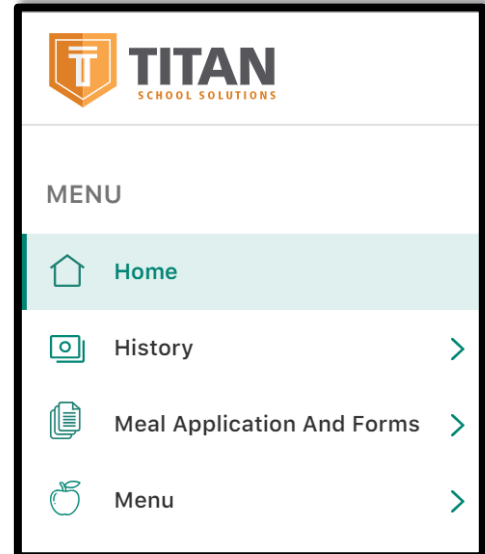 TITAN
SCHOOL SOLUTIONS
MENU
Home
History
Meal Application And Forms
Menu